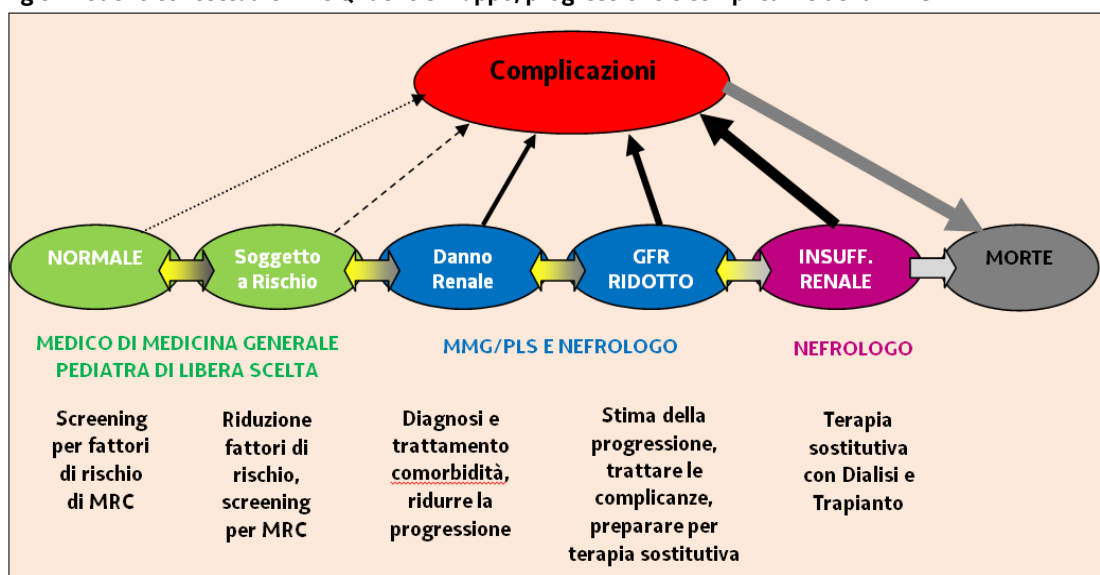 Complicazioni
NORMALE
Soggetto
a Rischio
Danno
Renale
GFR
RIDOTTO
INSUFF.
RENALE
MORTE
MEDICO DI MEDICINA GENERALE
PEDIATRA DI LIBERA SCELTA
MMG/PLS E NEFROLOGO
NEFROLOGO
Screening
per fattori
di rischio
di MRC
Riduzione
fattori di
rischio,
screening
per MRC
Diagnosi e
trattamento
comorbidità,
ridurre la
progressione
Stima della
progressione,
trattare le
complicanze,
preparare per
terapia sostitutiva
Terapia
sostitutiva
con Dialisi e
Trapianto